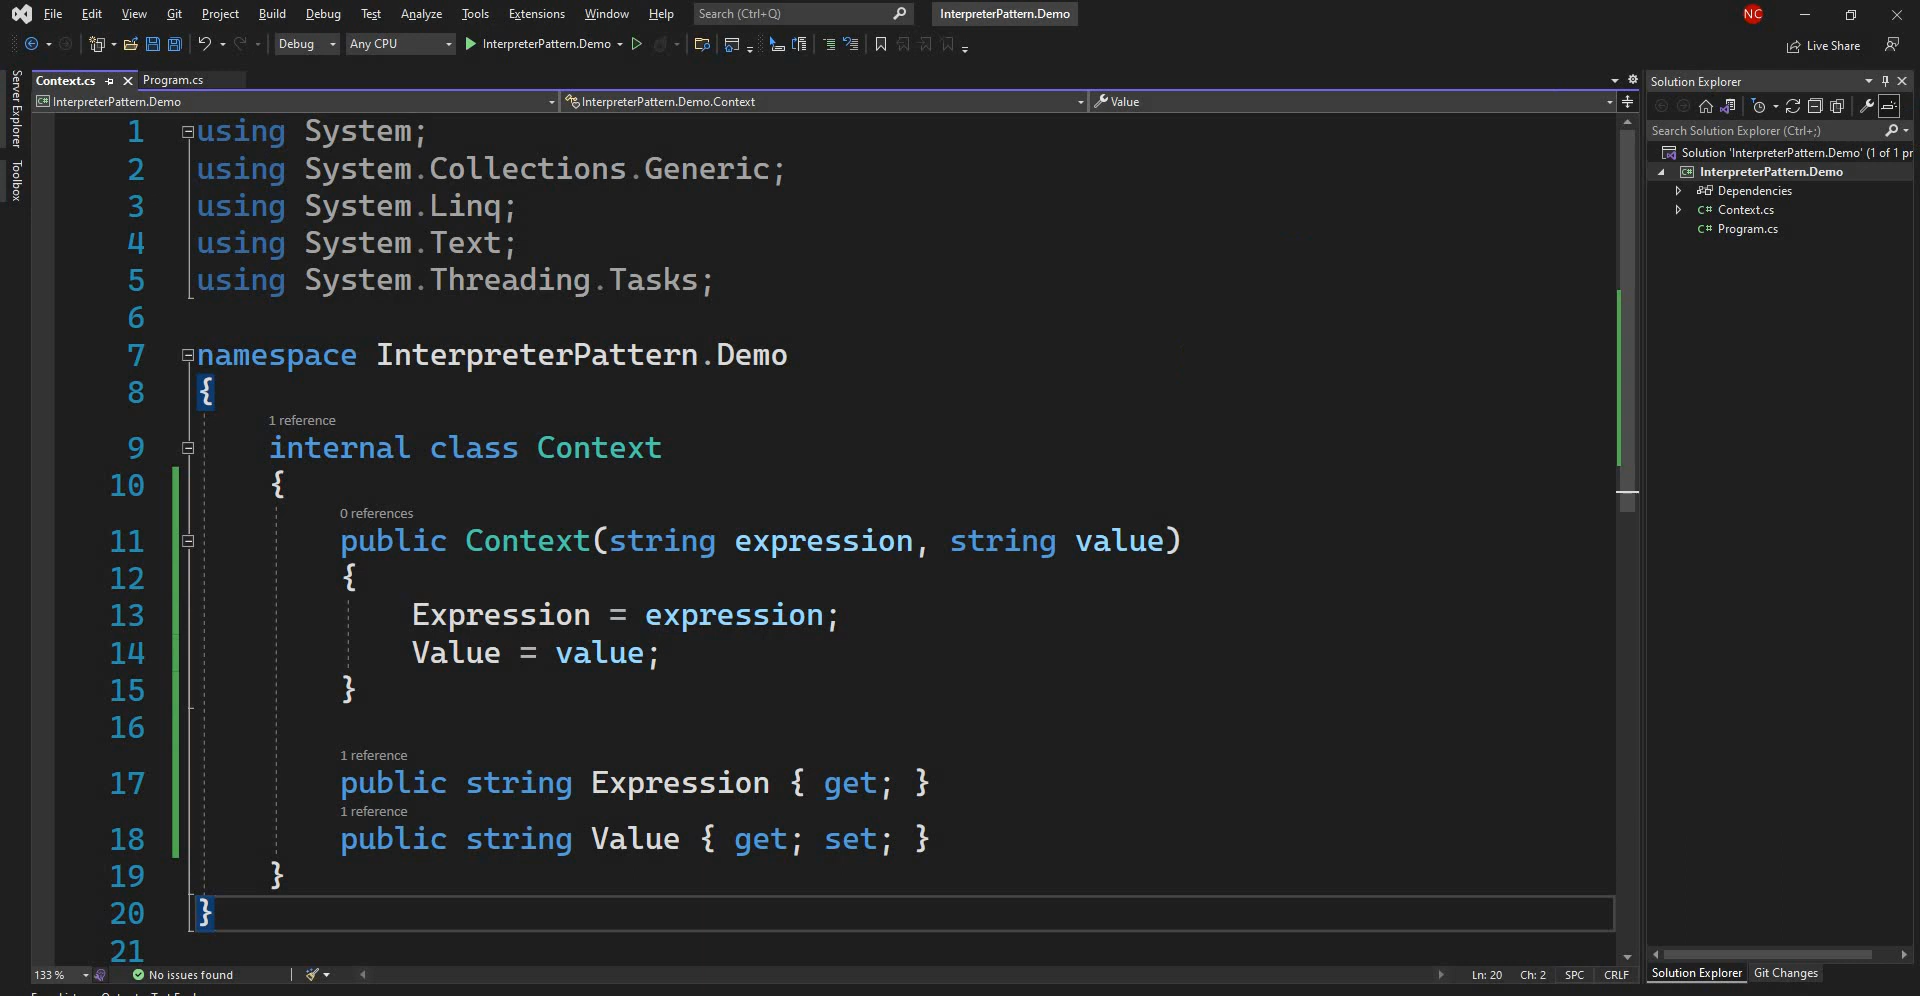 File Edit View Git Project Build Debug Test Analyze Tools Extensions Window Help Search (Ctrl+Q) InterpreterPattern.Demo NC
Debug Any CPU InterpreterPattern.Demo Live Share
Server Explorer
Toolbox
Context.cs Program.cs
InterpreterPattern.Demo InterpreterPattern.Demo.Context Value
1 using System;
2 using System.Collections.Generic;
3 using System.Linq;
4 using System.Text;
5 using System.Threading.Tasks;
6
7 namespace InterpreterPattern.Demo
8 {
1 reference
9 internal class Context
10 {
0 references
11 public Context(string expression, string value)
12 {
13 Expression = expression;
14 Value = value;
15 }
16
1 reference
17 public string Expression { get; }
1 reference
18 public string Value { get; set; }
19 }
20 }
21
133 % No issues found Ln: 20 Ch: 2 SPC CRLF
Solution Explorer
Search Solution Explorer (Ctrl+;)
Solution 'InterpreterPattern.Demo' (1 of 1 pr
InterpreterPattern.Demo
Dependencies
C# Context.cs
C# Program.cs
Solution Explorer Git Changes